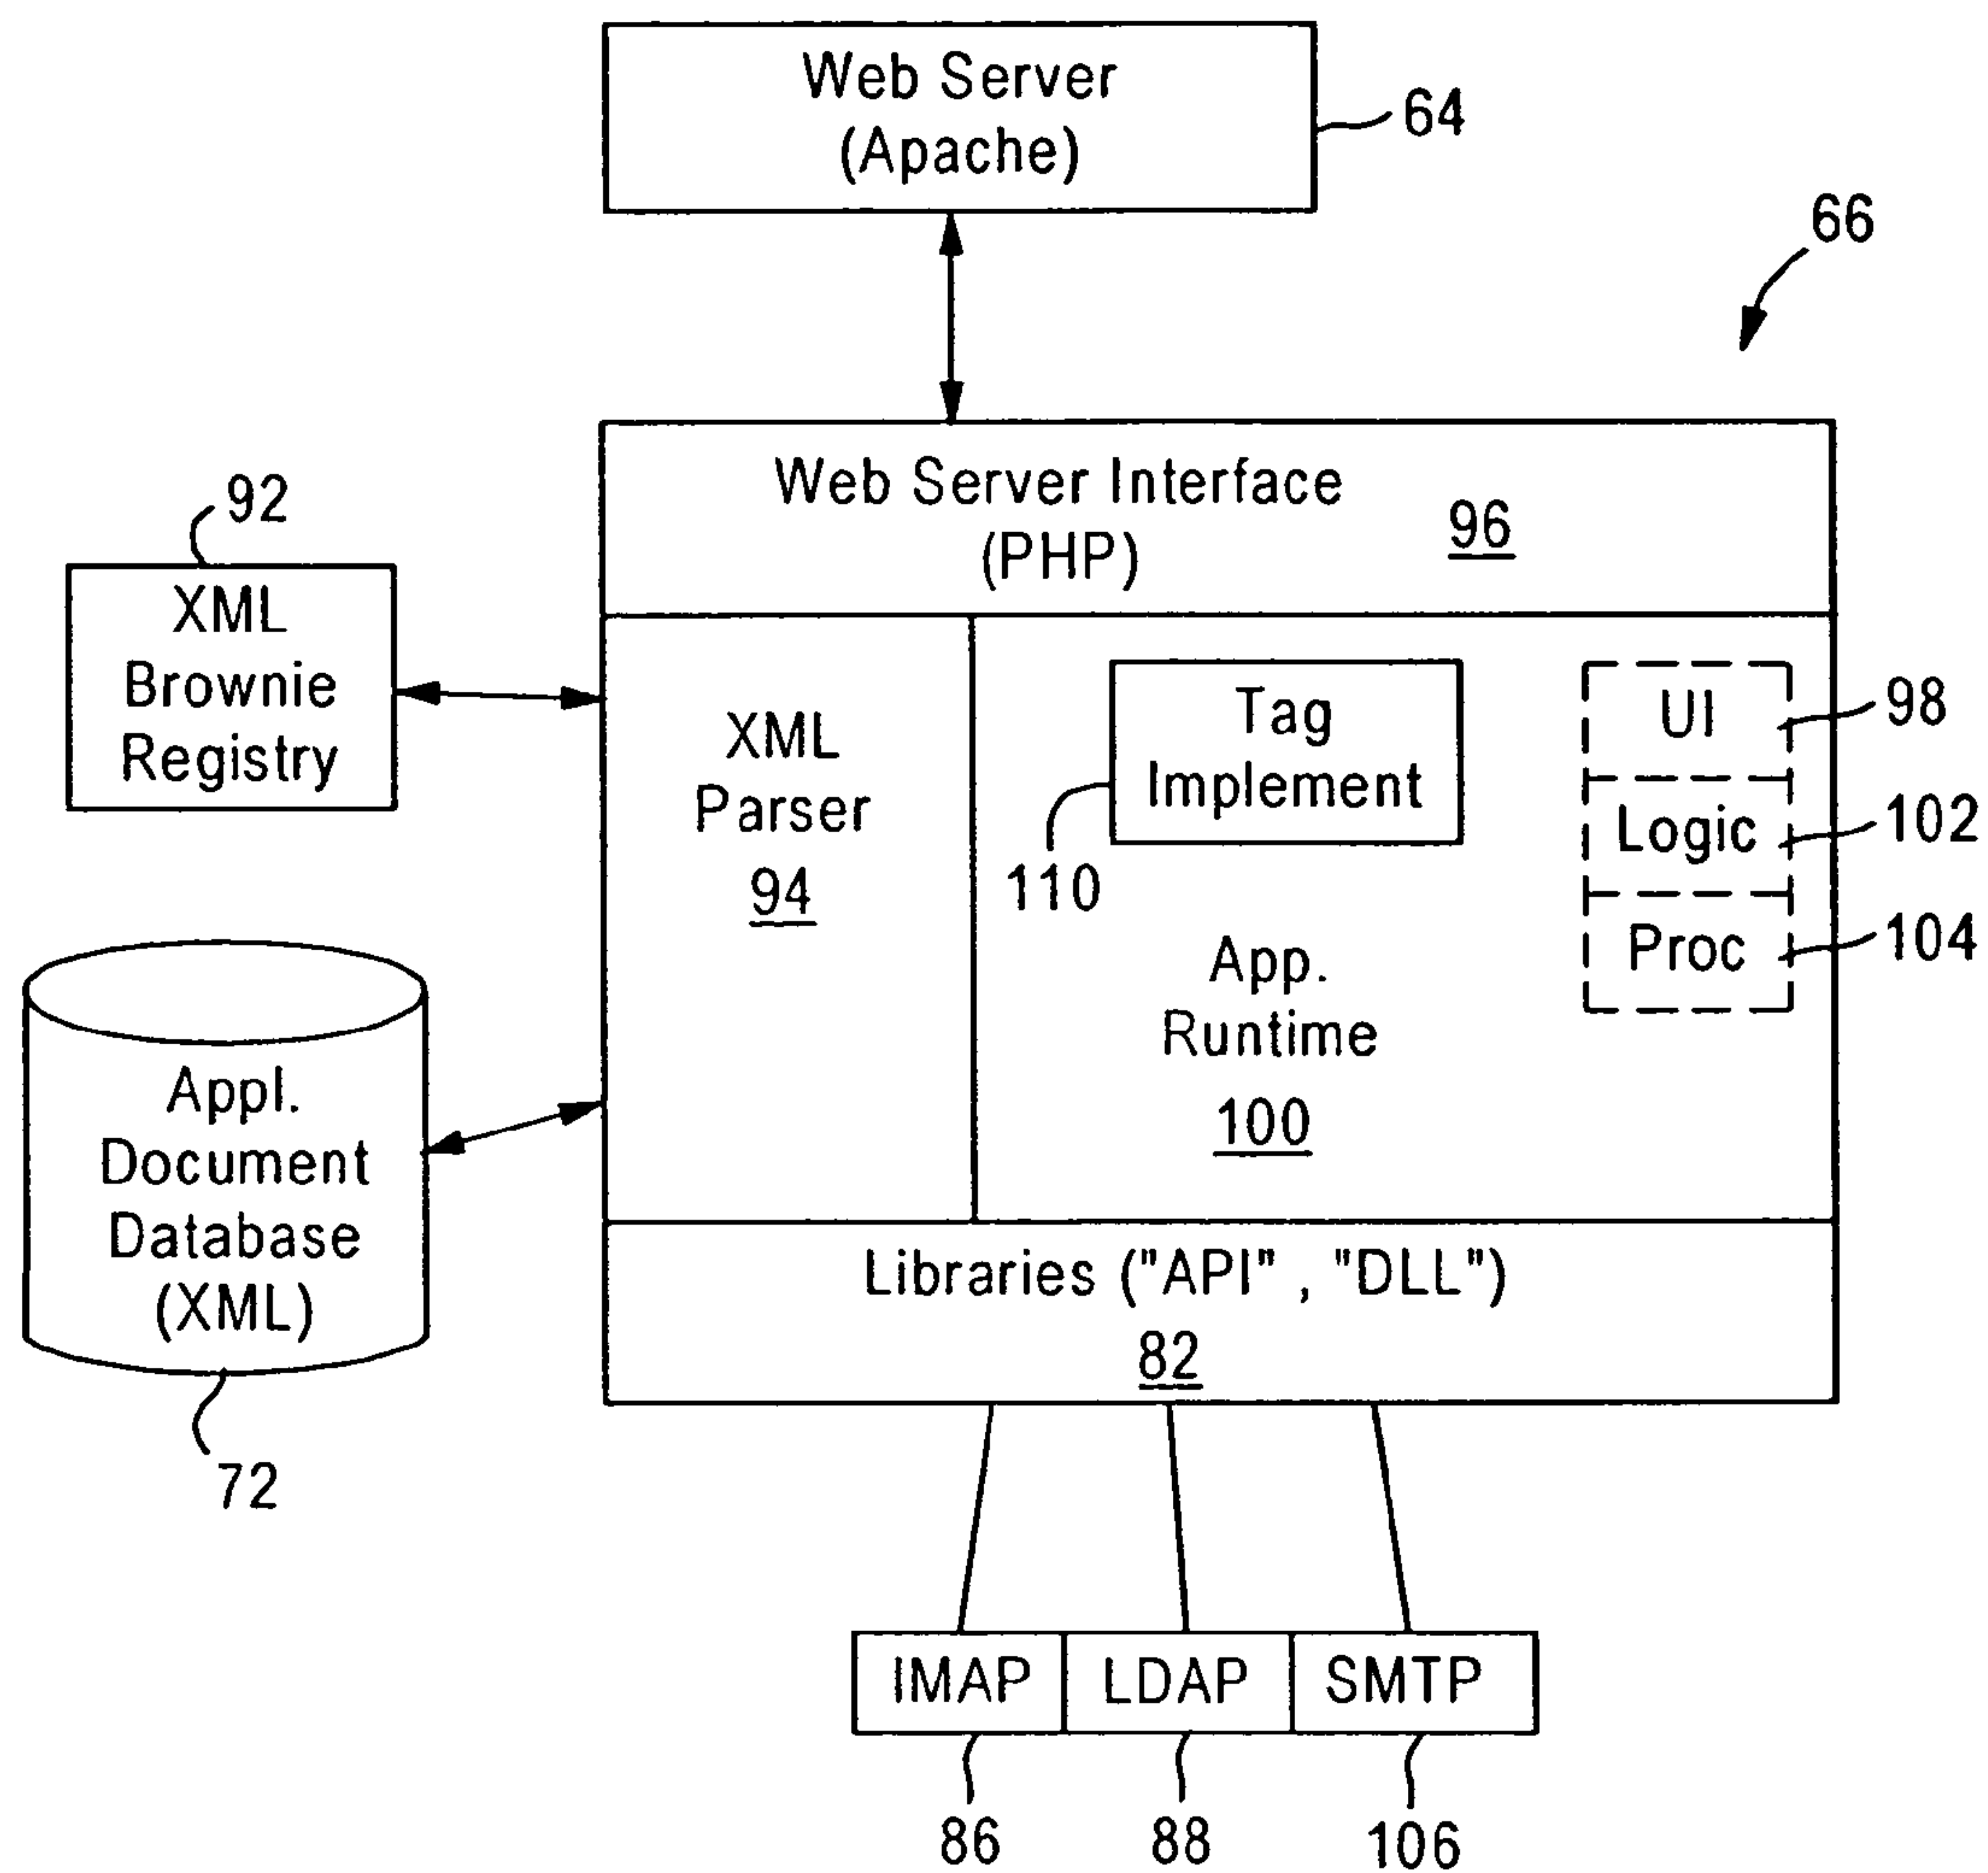 Web Server
(Apache)
64
66
Web Server Interface
(PHP)
96
92
XML
Brownie
Registry
XML
Parser
94
Tag
Implement
110
UI
98
Logic
102
Proc
104
App.
Runtime
100
Appl.
Document
Database
(XML)
72
Libraries ("API" , "DLL")
82
IMAP
LDAP
SMTP
86
88
106